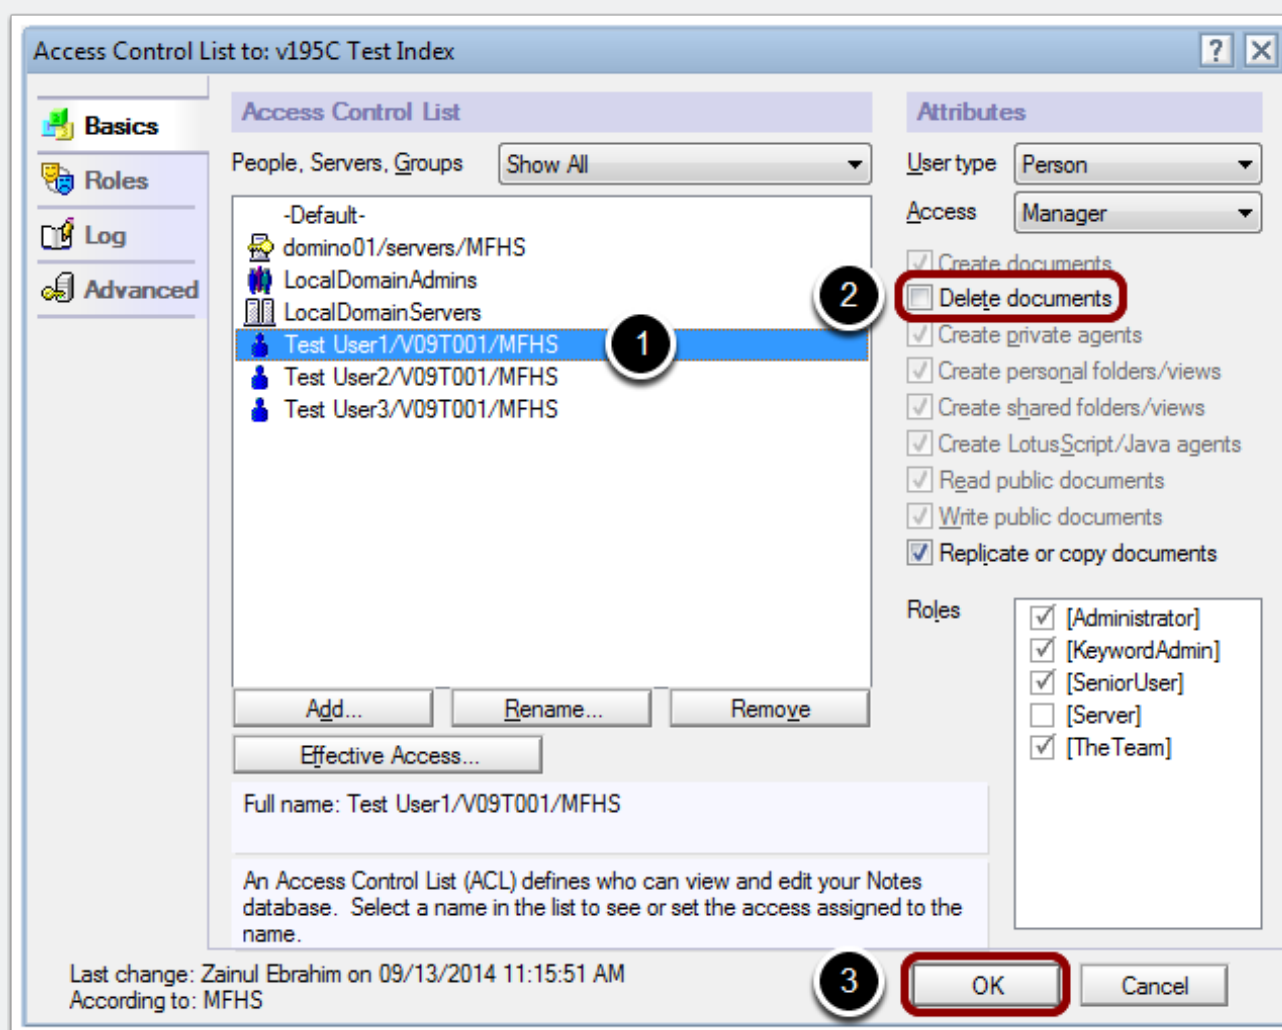 Access Control List to: v195C Test Index
?
Basics
Roles
Log
Advanced
Access Control List
People, Servers, Groups
Show All
-Default-
domino01/servers/MFHS
LocalDomainAdmins
LocalDomainServers
Test User1/V09T001/MFHS
1
Test User2/V09T001/MFHS
Test User3/V09T001/MFHS
Add...
Rename...
Remove
Effective Access...
Full name: Test User1/V09T001/MFHS
An Access Control List (ACL) defines who can view and edit your Notes
database. Select a name in the list to see or set the access assigned to the
name.
Attributes
User type
Person
Access
Manager
Create documents
2
Delete documents
Create private agents
Create personal folders/views
Create shared folders/views
Create LotusScript/Java agents
Read public documents
Write public documents
Replicate or copy documents
Roles
[Administrator]
[KeywordAdmin]
[SeniorUser]
[Server]
[TheTeam]
Last change: Zainul Ebrahim on 09/13/2014 11:15:51 AM
According to: MFHS
3
OK
Cancel